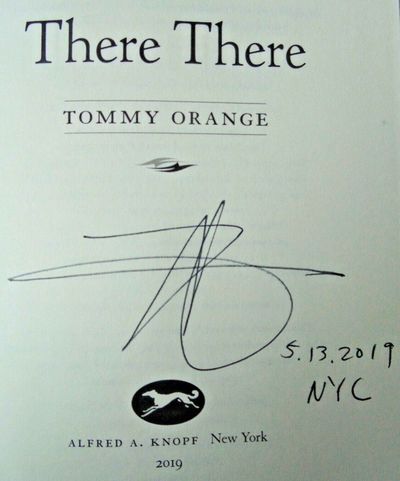 There There
TOMMY ORANGE
5.13.2019
NYC
ALFRED A. KNOPF New York
2019